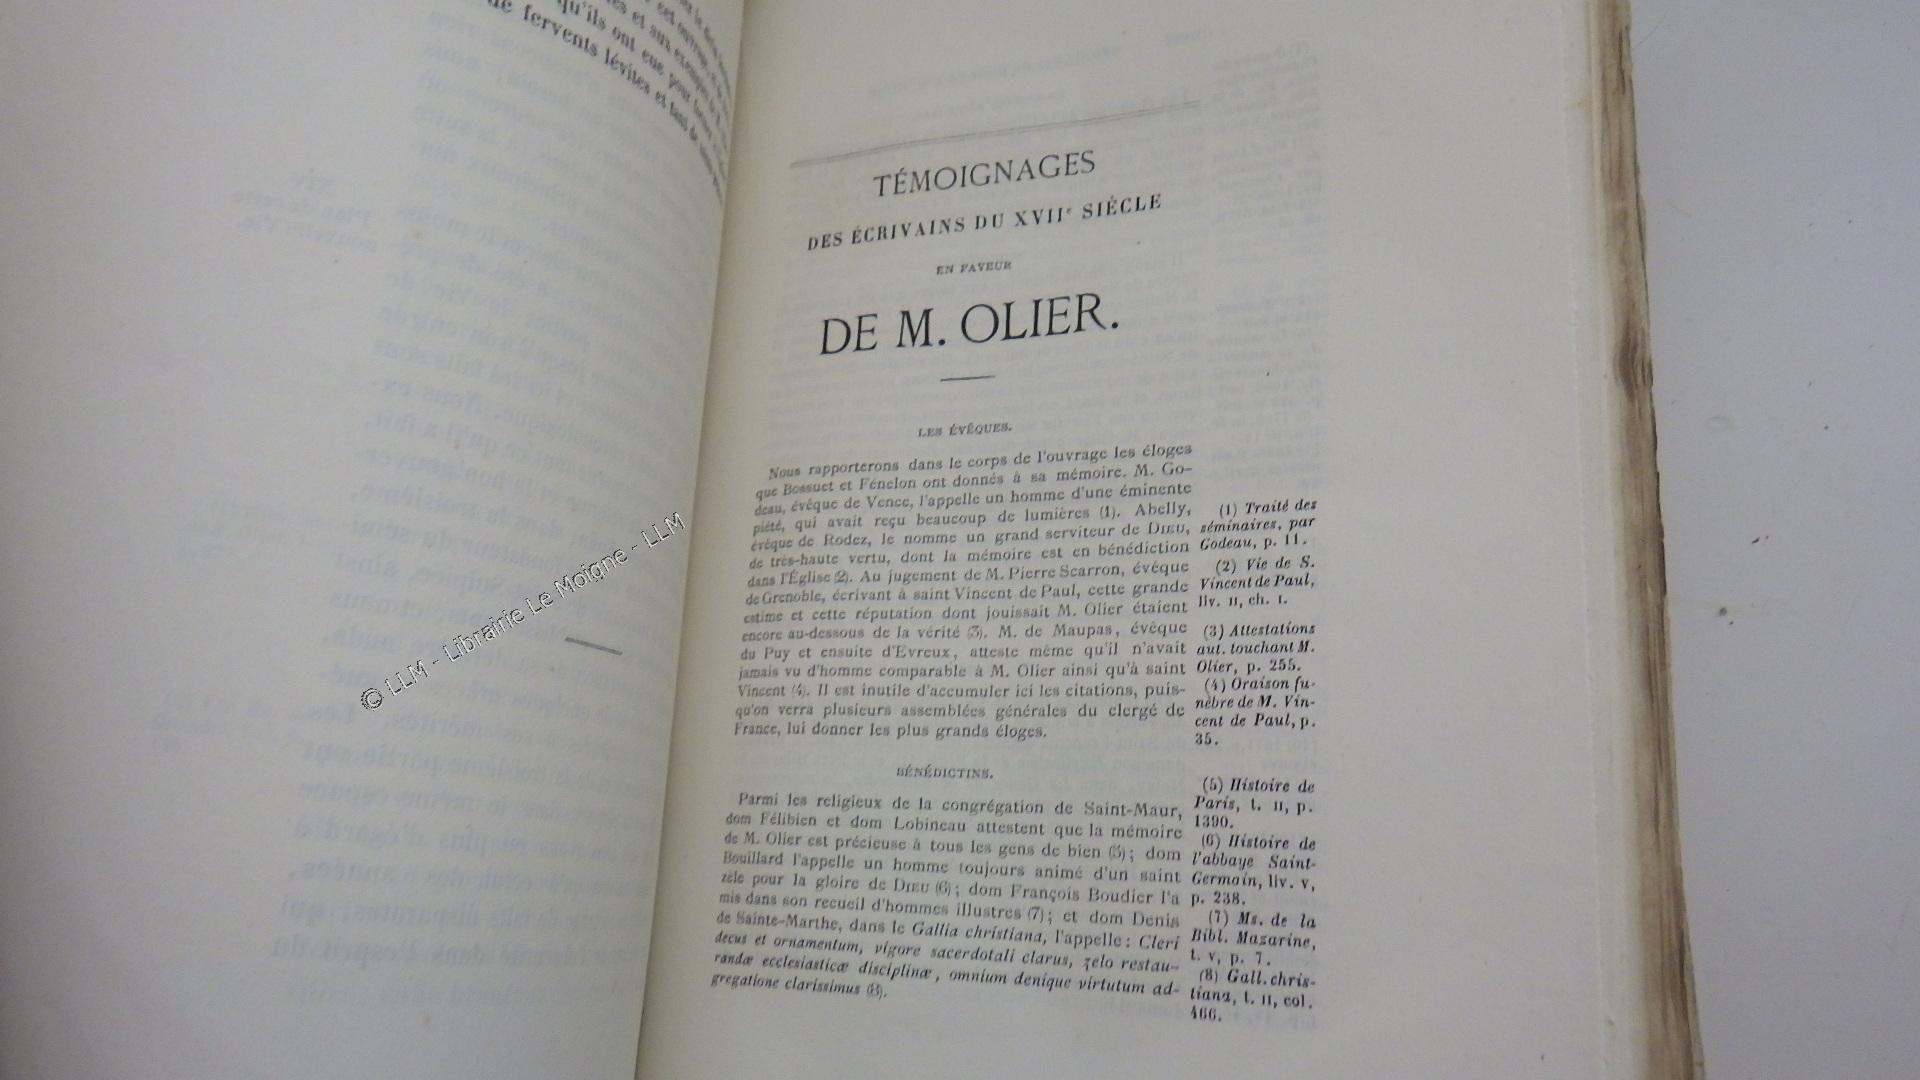 qu'ils ont eue pour former
de fervents lévites et tant de
© LLM - Librairie Le Moigne - LLM
TÉMOIGNAGES
DES ÉCRIVAINS DU XVIIe SIÈCLE
EN FAVEUR
DE M. OLIER.
LES ÉVÊQUES.
Nous rapporterons dans le corps de l'ouvrage les éloges
que Bossuet et Fénelon ont donnés à sa mémoire. M. Go-
deau, évêque de Vence, l'appelle un homme d'une éminente
piété, qui avait reçu beaucoup de lumières (1). Abelly,
évêque de Rodez, le nomme un grand serviteur de DIEU,
de très-haute vertu, dont la mémoire est en bénédiction
dans l'Église (2). Au jugement de M. Pierre Scarron, évêque
de Grenoble, écrivant à saint Vincent de Paul, cette grande
estime et cette réputation dont jouissait M. Olier étaient
encore au-dessous de la vérité (3). M. de Maupas, évêque
du Puy et ensuite d'Evreux, atteste même qu'il n'avait
jamais vu d'homme comparable à M. Olier ainsi qu'à saint
Vincent (4). Il est inutile d'accumuler ici les citations, puis-
qu'on verra plusieurs assemblées générales du clergé de
France, lui donner les plus grands éloges.
(1) Traité des
séminaires, par
Godeau, p. 11.
(2) Vie de S.
Vincent de Paul,
liv. II, ch. I.
(3) Attestations
aut. touchant M.
Olier, p. 255.
(4) Oraison fu-
nèbre de M. Vin-
cent de Paul, p.
35.
BÉNÉDICTINS.
Parmi les religieux de la congrégation de Saint-Maur,
dom Félibien et dom Lobineau attestent que la mémoire
de M. Olier est précieuse à tous les gens de bien (5); dom
Bouillard l'appelle un homme toujours animé d'un saint
zèle pour la gloire de DIEU (6); dom François Boudier l'a
mis dans son recueil d'hommes illustres (7); et dom Denis
de Sainte-Marthe, dans le Gallia christiana, l'appelle: Cleri
decus et ornamentum, vigore sacerdotali clarus, zelo restau-
randæ ecclesiasticæ disciplinæ, omnium denique virtutum ad-
gregatione clarissimus (8).
(5) Histoire de
Paris, t. II, p.
1390.
(6) Histoire de
l'abbaye Saint-
Germain, liv. V,
p. 238.
(7) Ms. de la
Bibl. Mazarine,
t. V, p. 7.
(8) Gall. chris-
tiana, t. II, col.
466.